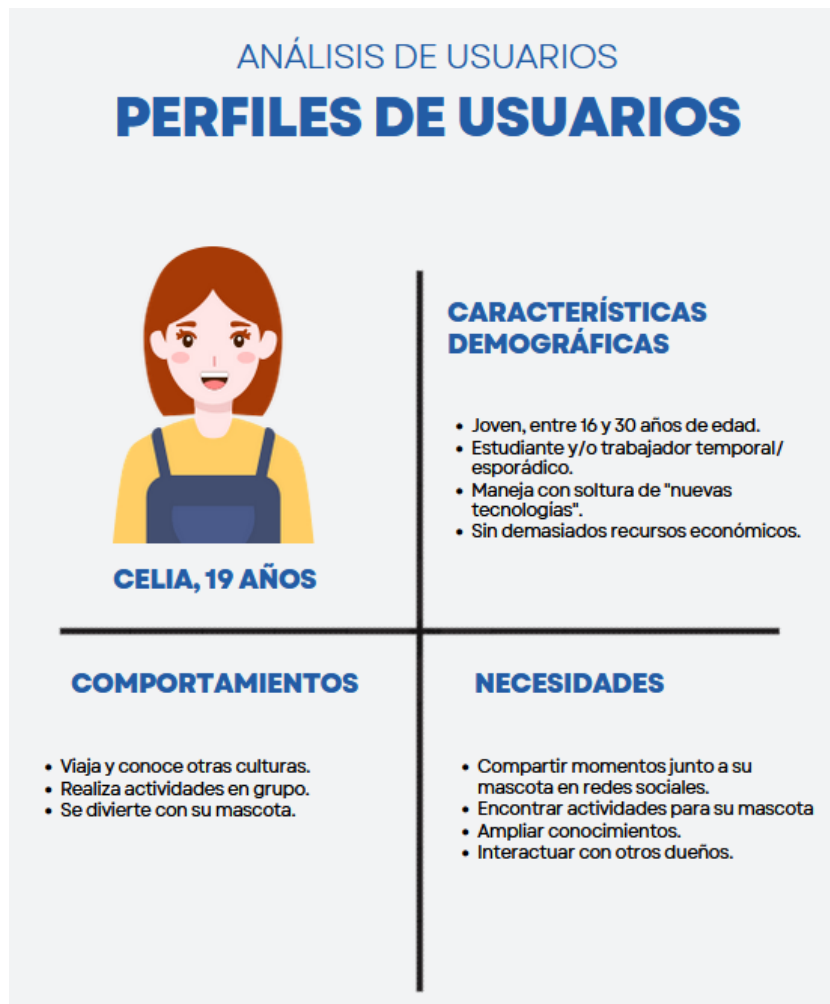 ANÁLISIS DE USUARIOS
PERFILES DE USUARIOS
CELIA, 19 AÑOS
CARACTERÍSTICAS
DEMOGRÁFICAS
• Joven, entre 16 y 30 años de edad.
• Estudiante y/o trabajador temporal/
esporádico.
• Maneja con soltura de "nuevas
tecnologías".
• Sin demasiados recursos económicos.
COMPORTAMIENTOS
• Viaja y conoce otras culturas.
• Realiza actividades en grupo.
• Se divierte con su mascota.
NECESIDADES
• Compartir momentos junto a su
mascota en redes sociales.
• Encontrar actividades para su mascota
• Ampliar conocimientos.
• Interactuar con otros dueños.